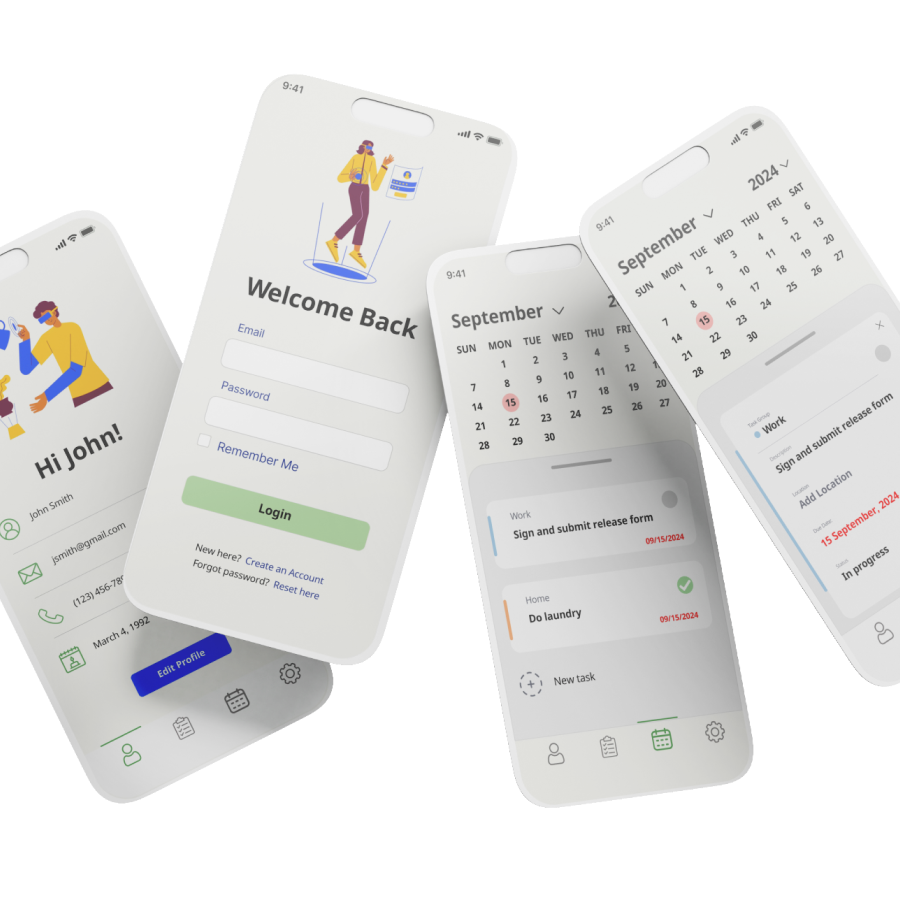 Hi John!
John Smith
jsmith@gmail.com
(123) 456-789
March 4, 1992
Edit Profile
9:41
Welcome Back
Email
Password
Remember Me
Login
New here? Create an Account
Forgot password? Reset here
9:41
September
SUN MON TUE WED THU FRI
1 2 3 4 5
7 8 9 10 11 12
14 15 16 17 18 19 20
21 22 23 24 25 26 27
28 29 30
Work
Sign and submit release form
09/15/2024
Home
Do laundry
09/15/2024
New task
9:41
September 2024
SUN MON TUE WED THU FRI SAT
1 2 3 4 5 6
7 8 9 10 11 12 13
14 15 16 17 18 19 20
21 22 23 24 25 26 27
28 29 30
Task Group
Work
Description
Sign and submit release form
Location
Add Location
Due Date
15 September, 2024
Status
In progress